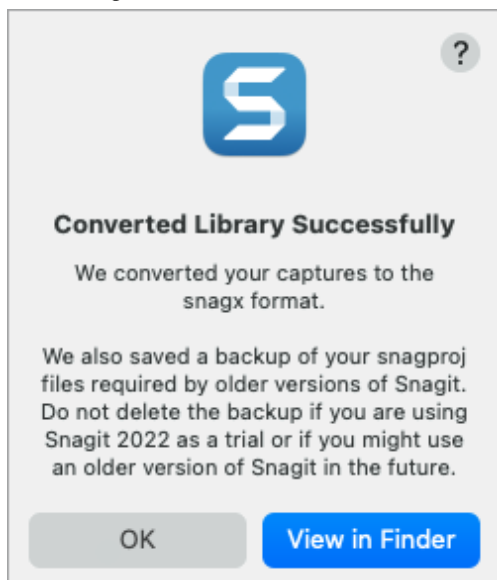 ?
Converted Library Successfully
We converted your captures to the
snagx format.
We also saved a backup of your snagproj
files required by older versions of Snagit.
Do not delete the backup if you are using
Snagit 2022 as a trial or if you might use
an older version of Snagit in the future.
OK
View in Finder